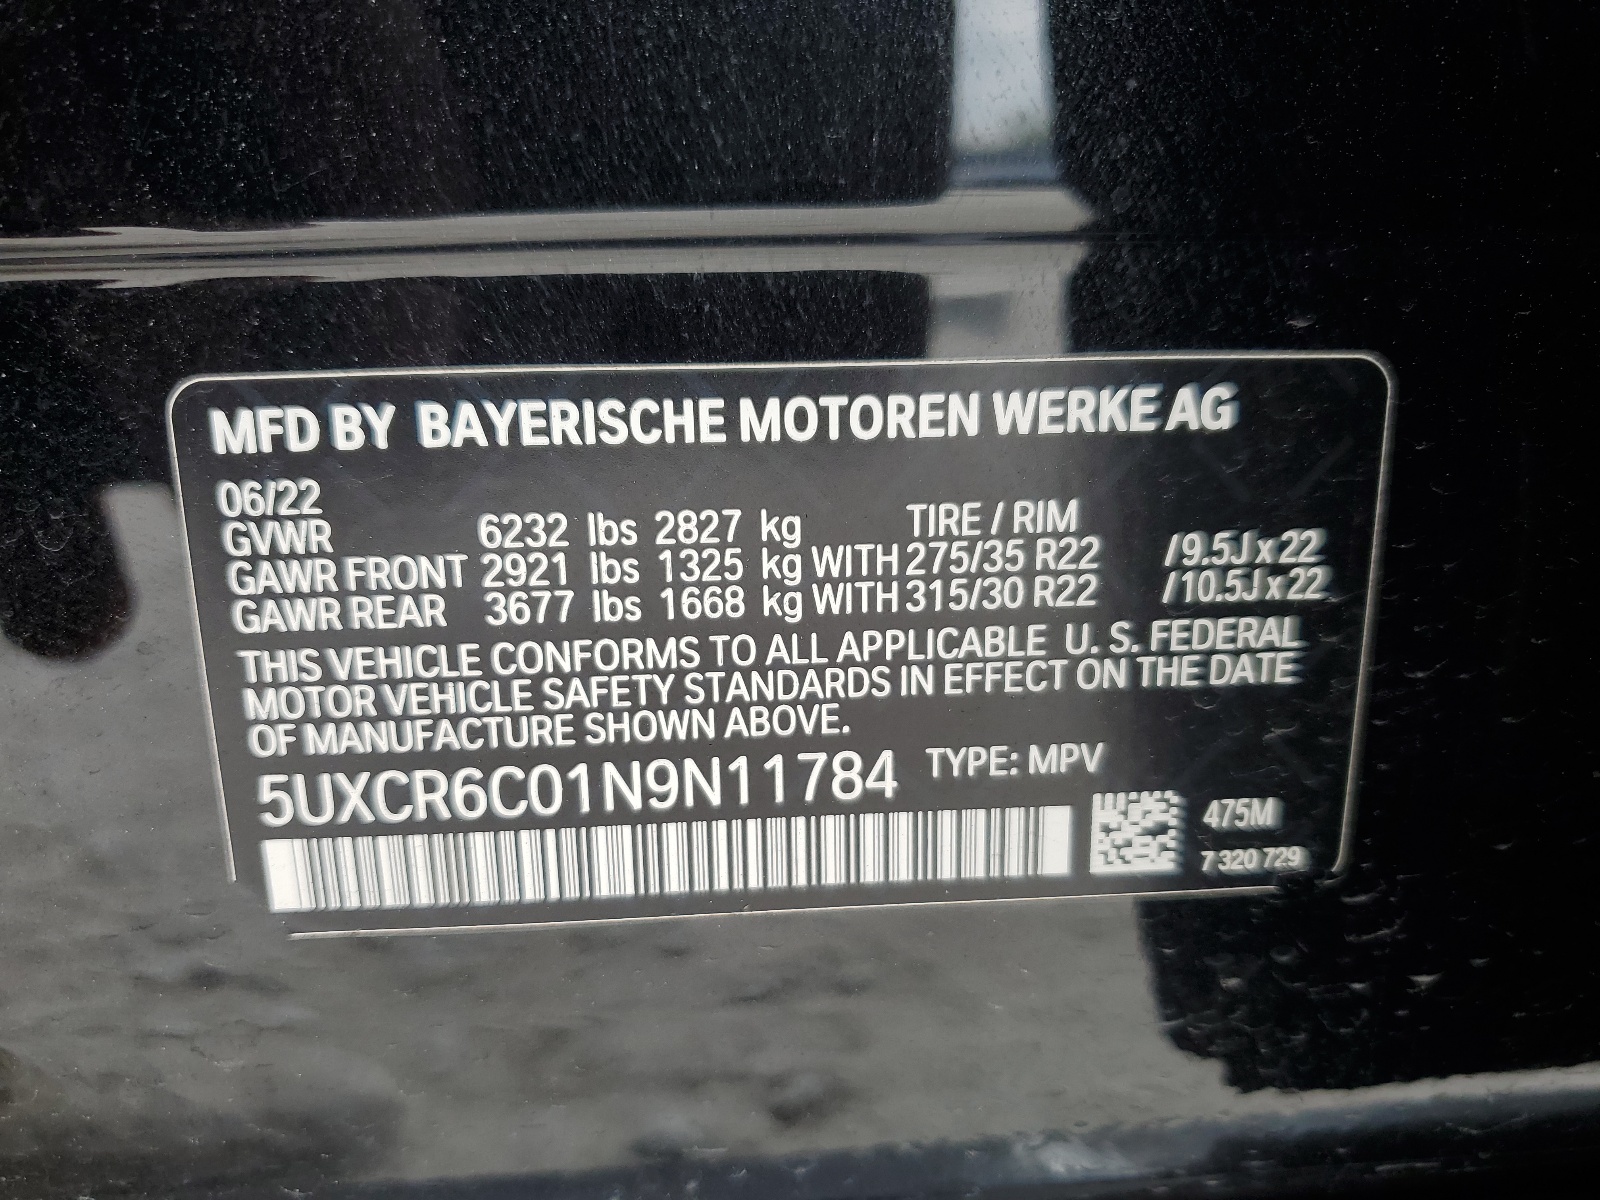 MFD BY BAYERISCHE MOTOREN WERKE AG
06/22
GVWR 6232 lbs 2827 kg TIRE / RIM
GAWR FRONT 2921 lbs 1325 kg WITH 275/35 R22 /9.5J x 22
GAWR REAR 3677 lbs 1668 kg WITH 315/30 R22 /10.5J x 22
THIS VEHICLE CONFORMS TO ALL APPLICABLE U. S. FEDERAL
MOTOR VEHICLE SAFETY STANDARDS IN EFFECT ON THE DATE
OF MANUFACTURE SHOWN ABOVE.
5UXCR6C01N9N11784 TYPE: MPV
475M
7 320 729